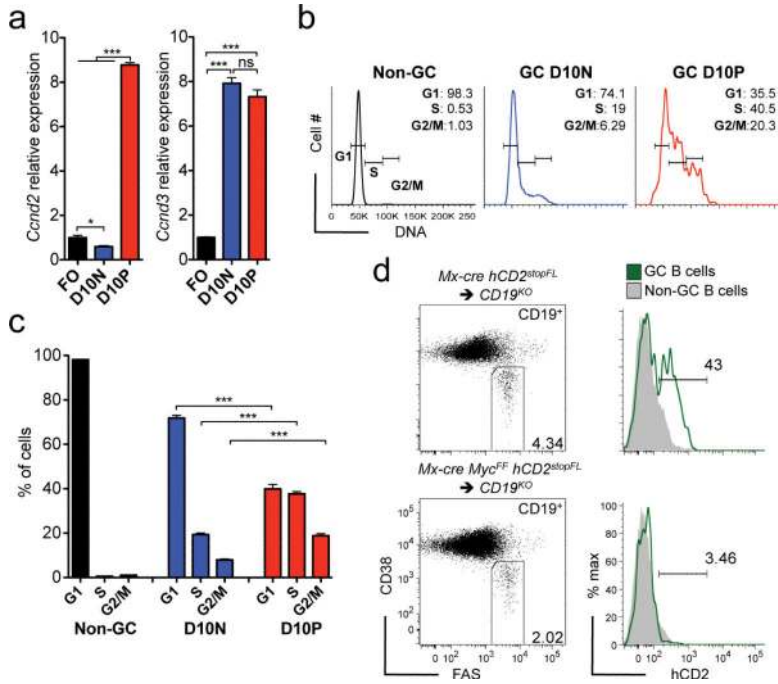 a
Ccnd2 relative expression
10
8
6
4
2
0
***
*
FO
D10N
D10P
Ccnd3 relative expression
10
8
6
4
2
0
***
*** ns
FO
D10N
D10P
b
Non-GC
G1: 98.3
S: 0.53
G2/M:1.03
Cell #
G1
S
G2/M
0 50K 100K 150K 200K 250
DNA
GC D10N
G1: 74.1
S: 19
G2/M:6.29
GC D10P
G1: 35.5
S: 40.5
G2/M:20.3
c
% of cells
100
80
60
40
20
0
***
***
***
G1
S
G2/M
G1
S
G2/M
G1
S
G2/M
Non-GC
D10N
D10P
d
Mx-cre hCD2stopFL
➔ CD19KO
CD19+
4.34
GC B cells
Non-GC B cells
43
Mx-cre MycFF hCD2stopFL
➔ CD19KO
CD19+
2.02
CD38
10⁵
10⁴
10³
10²
0
0 10² 10³ 10⁴ 10⁵
FAS
3.46
% max
100
80
60
40
20
0
0 10² 10³ 10⁴ 10⁵
hCD2